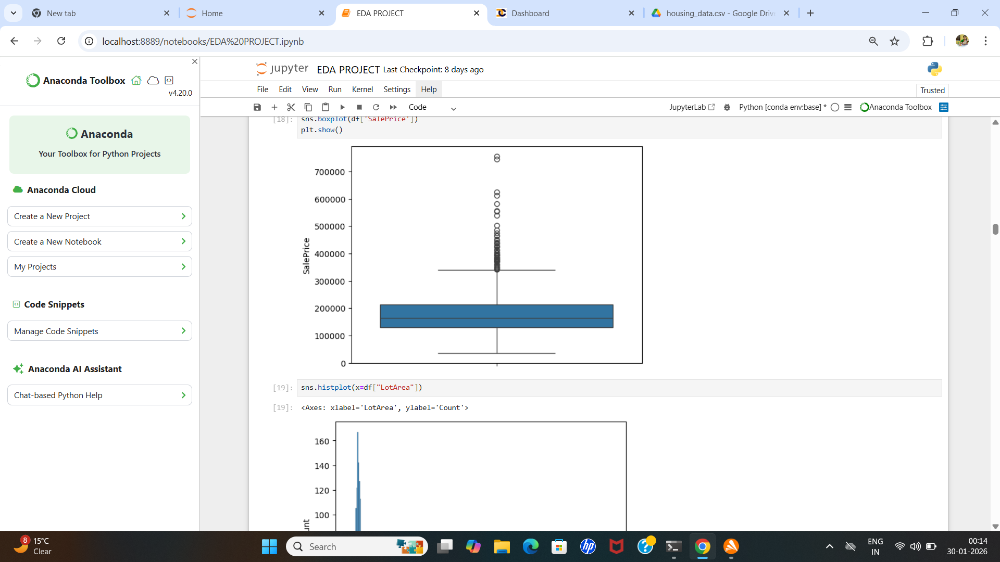 New tab
Home
EDA PROJECT
Dashboard
housing_data.csv - Google Drive
localhost:8889/notebooks/EDA%20PROJECT.ipynb
Anaconda Toolbox
v4.20.0
Anaconda
Your Toolbox for Python Projects
Anaconda Cloud
Create a New Project
Create a New Notebook
My Projects
Code Snippets
Manage Code Snippets
Anaconda AI Assistant
Chat-based Python Help
jupyter EDA PROJECT Last Checkpoint: 8 days ago
File Edit View Run Kernel Settings Help
Trusted
Code
JupyterLab Python [conda env:base] * Anaconda Toolbox
[18]: sns.boxplot(df['SalePrice'])
plt.show()
700000
600000
500000
400000
300000
200000
100000
0
SalePrice
[19]: sns.histplot(x=df["LotArea"])
[19]: <Axes: xlabel='LotArea', ylabel='Count'>
160
140
120
100
8
15°C
Clear
Search
hp
ENG
IN
00:14
30-01-2026